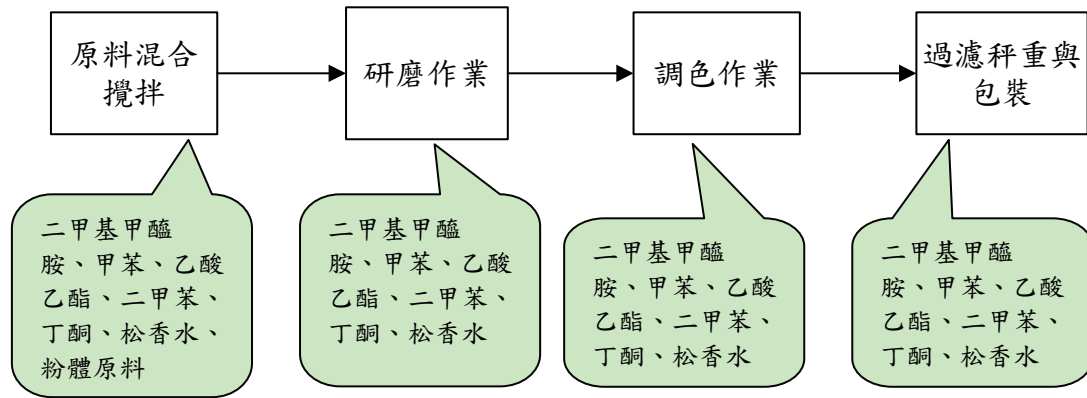 原料混合
攪拌
研磨作業
調色作業
過濾秤重與
包裝
二甲基甲醯
胺、甲苯、乙酸
乙酯、二甲苯、
丁酮、松香水、
粉體原料
二甲基甲醯
胺、甲苯、乙酸
乙酯、二甲苯、
丁酮、松香水
二甲基甲醯
胺、甲苯、乙酸
乙酯、二甲苯、
丁酮、松香水
二甲基甲醯
胺、甲苯、乙酸
乙酯、二甲苯、
丁酮、松香水